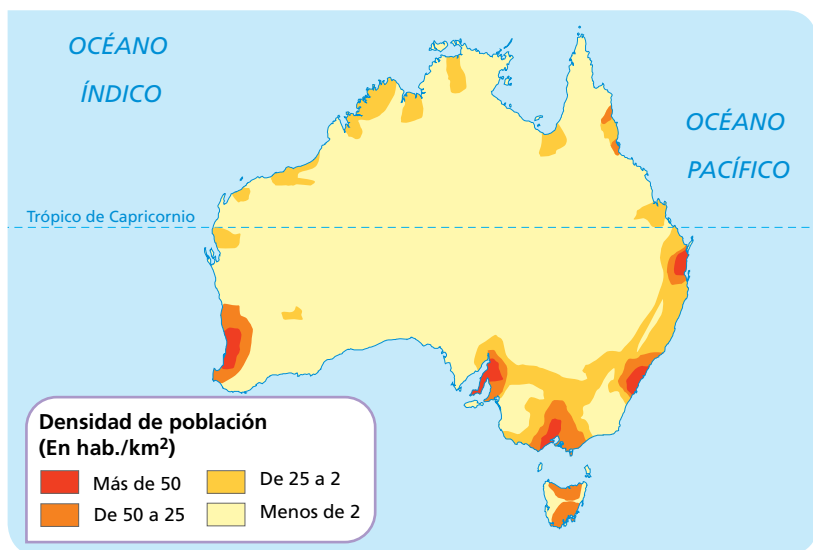 OCÉANO
ÍNDICO
OCÉANO
PACÍFICO
Trópico de Capricornio
Densidad de población
(En hab./km²)
Más de 50
De 25 a 2
De 50 a 25
Menos de 2